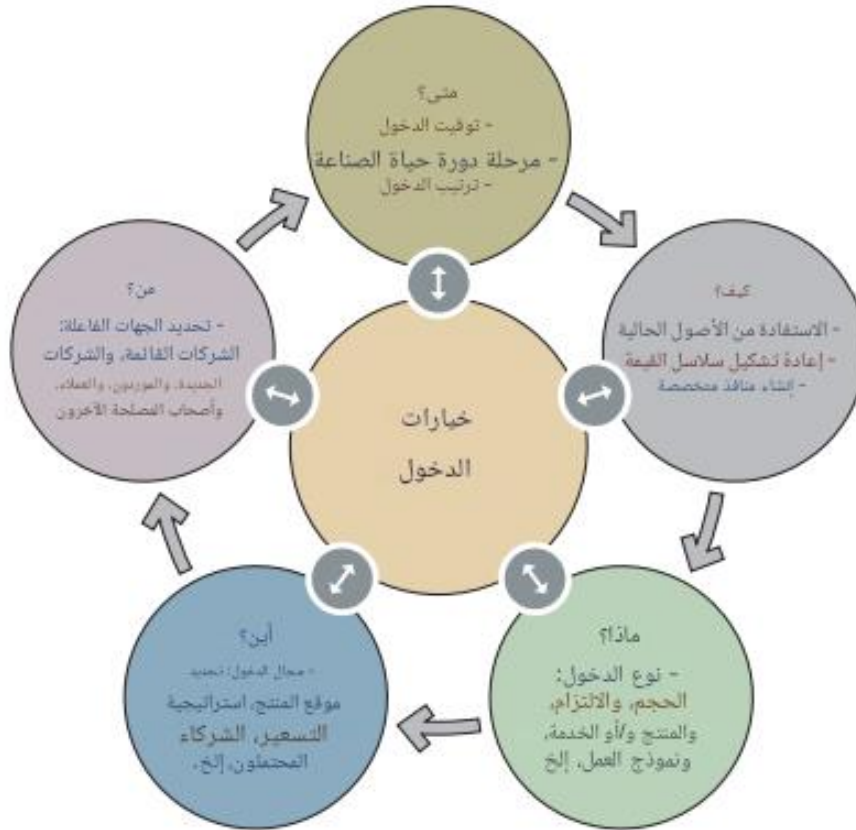 متى؟
- توقيت الدخول
- مرحلة دورة حياة الصناعة
- ترتيب الدخول
كيف؟
- الاستفادة من الأصول الحالية
- إعادة تشكيل سلاسل القيمة
- إنشاء منافذ متخصصة
ماذا؟
- نوع الدخول:
الحجم، والالتزام،
والمنتج و/أو الخدمة،
ونموذج العمل، إلخ
أين؟
- مجال الدخول: تحديد
موقع المنتج، استراتيجية
التسعير، الشركاء
المحتملون، إلخ.
من؟
- تحديد الجهات الفاعلة:
الشركات القائمة، والشركات
الجديدة، والموردون، والعملاء،
وأصحاب المصلحة الآخرون
خيارات
الدخول